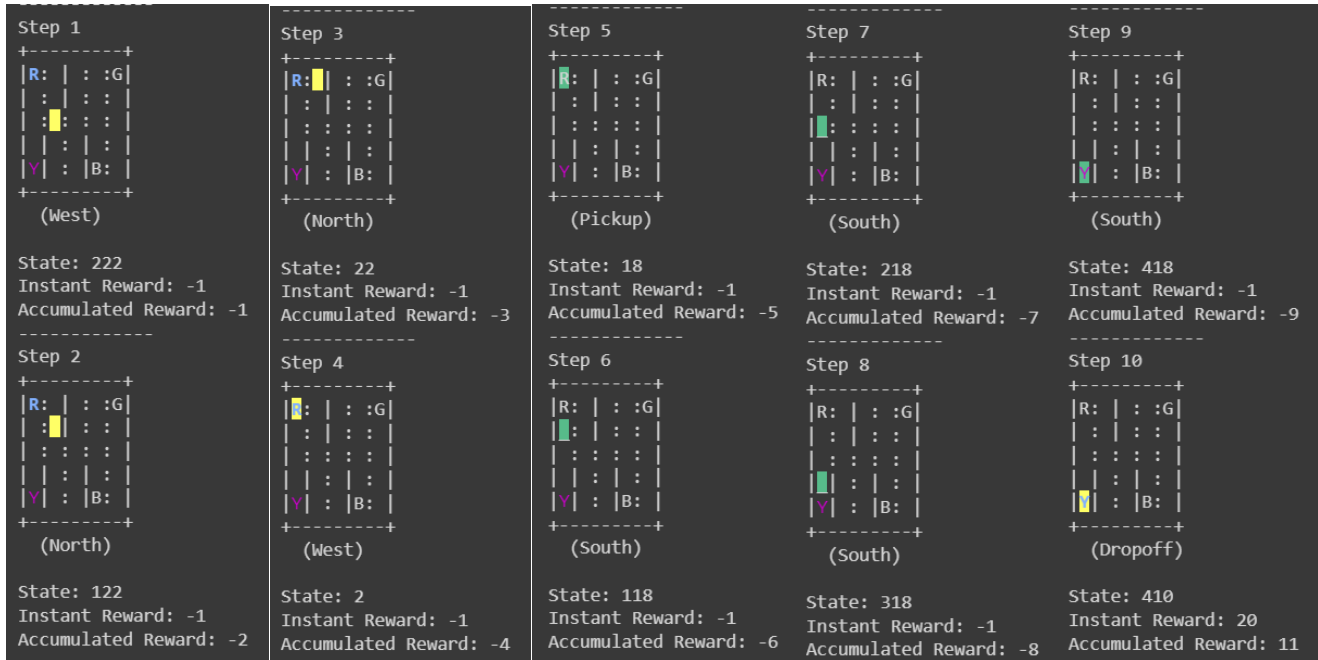 -------------
Step 1
+---------+
|R: | : :G|
| : | : : |
| : : : : |
| | : | : |
|Y| : |B: |
+---------+
  (West)
State: 222
Instant Reward: -1
Accumulated Reward: -1
-------------
Step 2
+---------+
|R: | : :G|
| : | : : |
| : : : : |
| | : | : |
|Y| : |B: |
+---------+
  (North)
State: 122
Instant Reward: -1
Accumulated Reward: -2
-------------
Step 3
+---------+
|R: | : :G|
| : | : : |
| : : : : |
| | : | : |
|Y| : |B: |
+---------+
  (North)
State: 22
Instant Reward: -1
Accumulated Reward: -3
-------------
Step 4
+---------+
|R: | : :G|
| : | : : |
| : : : : |
| | : | : |
|Y| : |B: |
+---------+
  (West)
State: 2
Instant Reward: -1
Accumulated Reward: -4
-------------
Step 5
+---------+
|R: | : :G|
| : | : : |
| : : : : |
| | : | : |
|Y| : |B: |
+---------+
  (Pickup)
State: 18
Instant Reward: -1
Accumulated Reward: -5
-------------
Step 6
+---------+
|R: | : :G|
|_: | : : |
| : : : : |
| | : | : |
|Y| : |B: |
+---------+
  (South)
State: 118
Instant Reward: -1
Accumulated Reward: -6
-------------
Step 7
+---------+
|R: | : :G|
| : | : : |
|_: : : : |
| | : | : |
|Y| : |B: |
+---------+
  (South)
State: 218
Instant Reward: -1
Accumulated Reward: -7
-------------
Step 8
+---------+
|R: | : :G|
| : | : : |
| : : : : |
|_| : | : |
|Y| : |B: |
+---------+
  (South)
State: 318
Instant Reward: -1
Accumulated Reward: -8
-------------
Step 9
+---------+
|R: | : :G|
| : | : : |
| : : : : |
| | : | : |
|Y| : |B: |
+---------+
  (South)
State: 418
Instant Reward: -1
Accumulated Reward: -9
-------------
Step 10
+---------+
|R: | : :G|
| : | : : |
| : : : : |
| | : | : |
|Y| : |B: |
+---------+
  (Dropoff)
State: 410
Instant Reward: 20
Accumulated Reward: 11